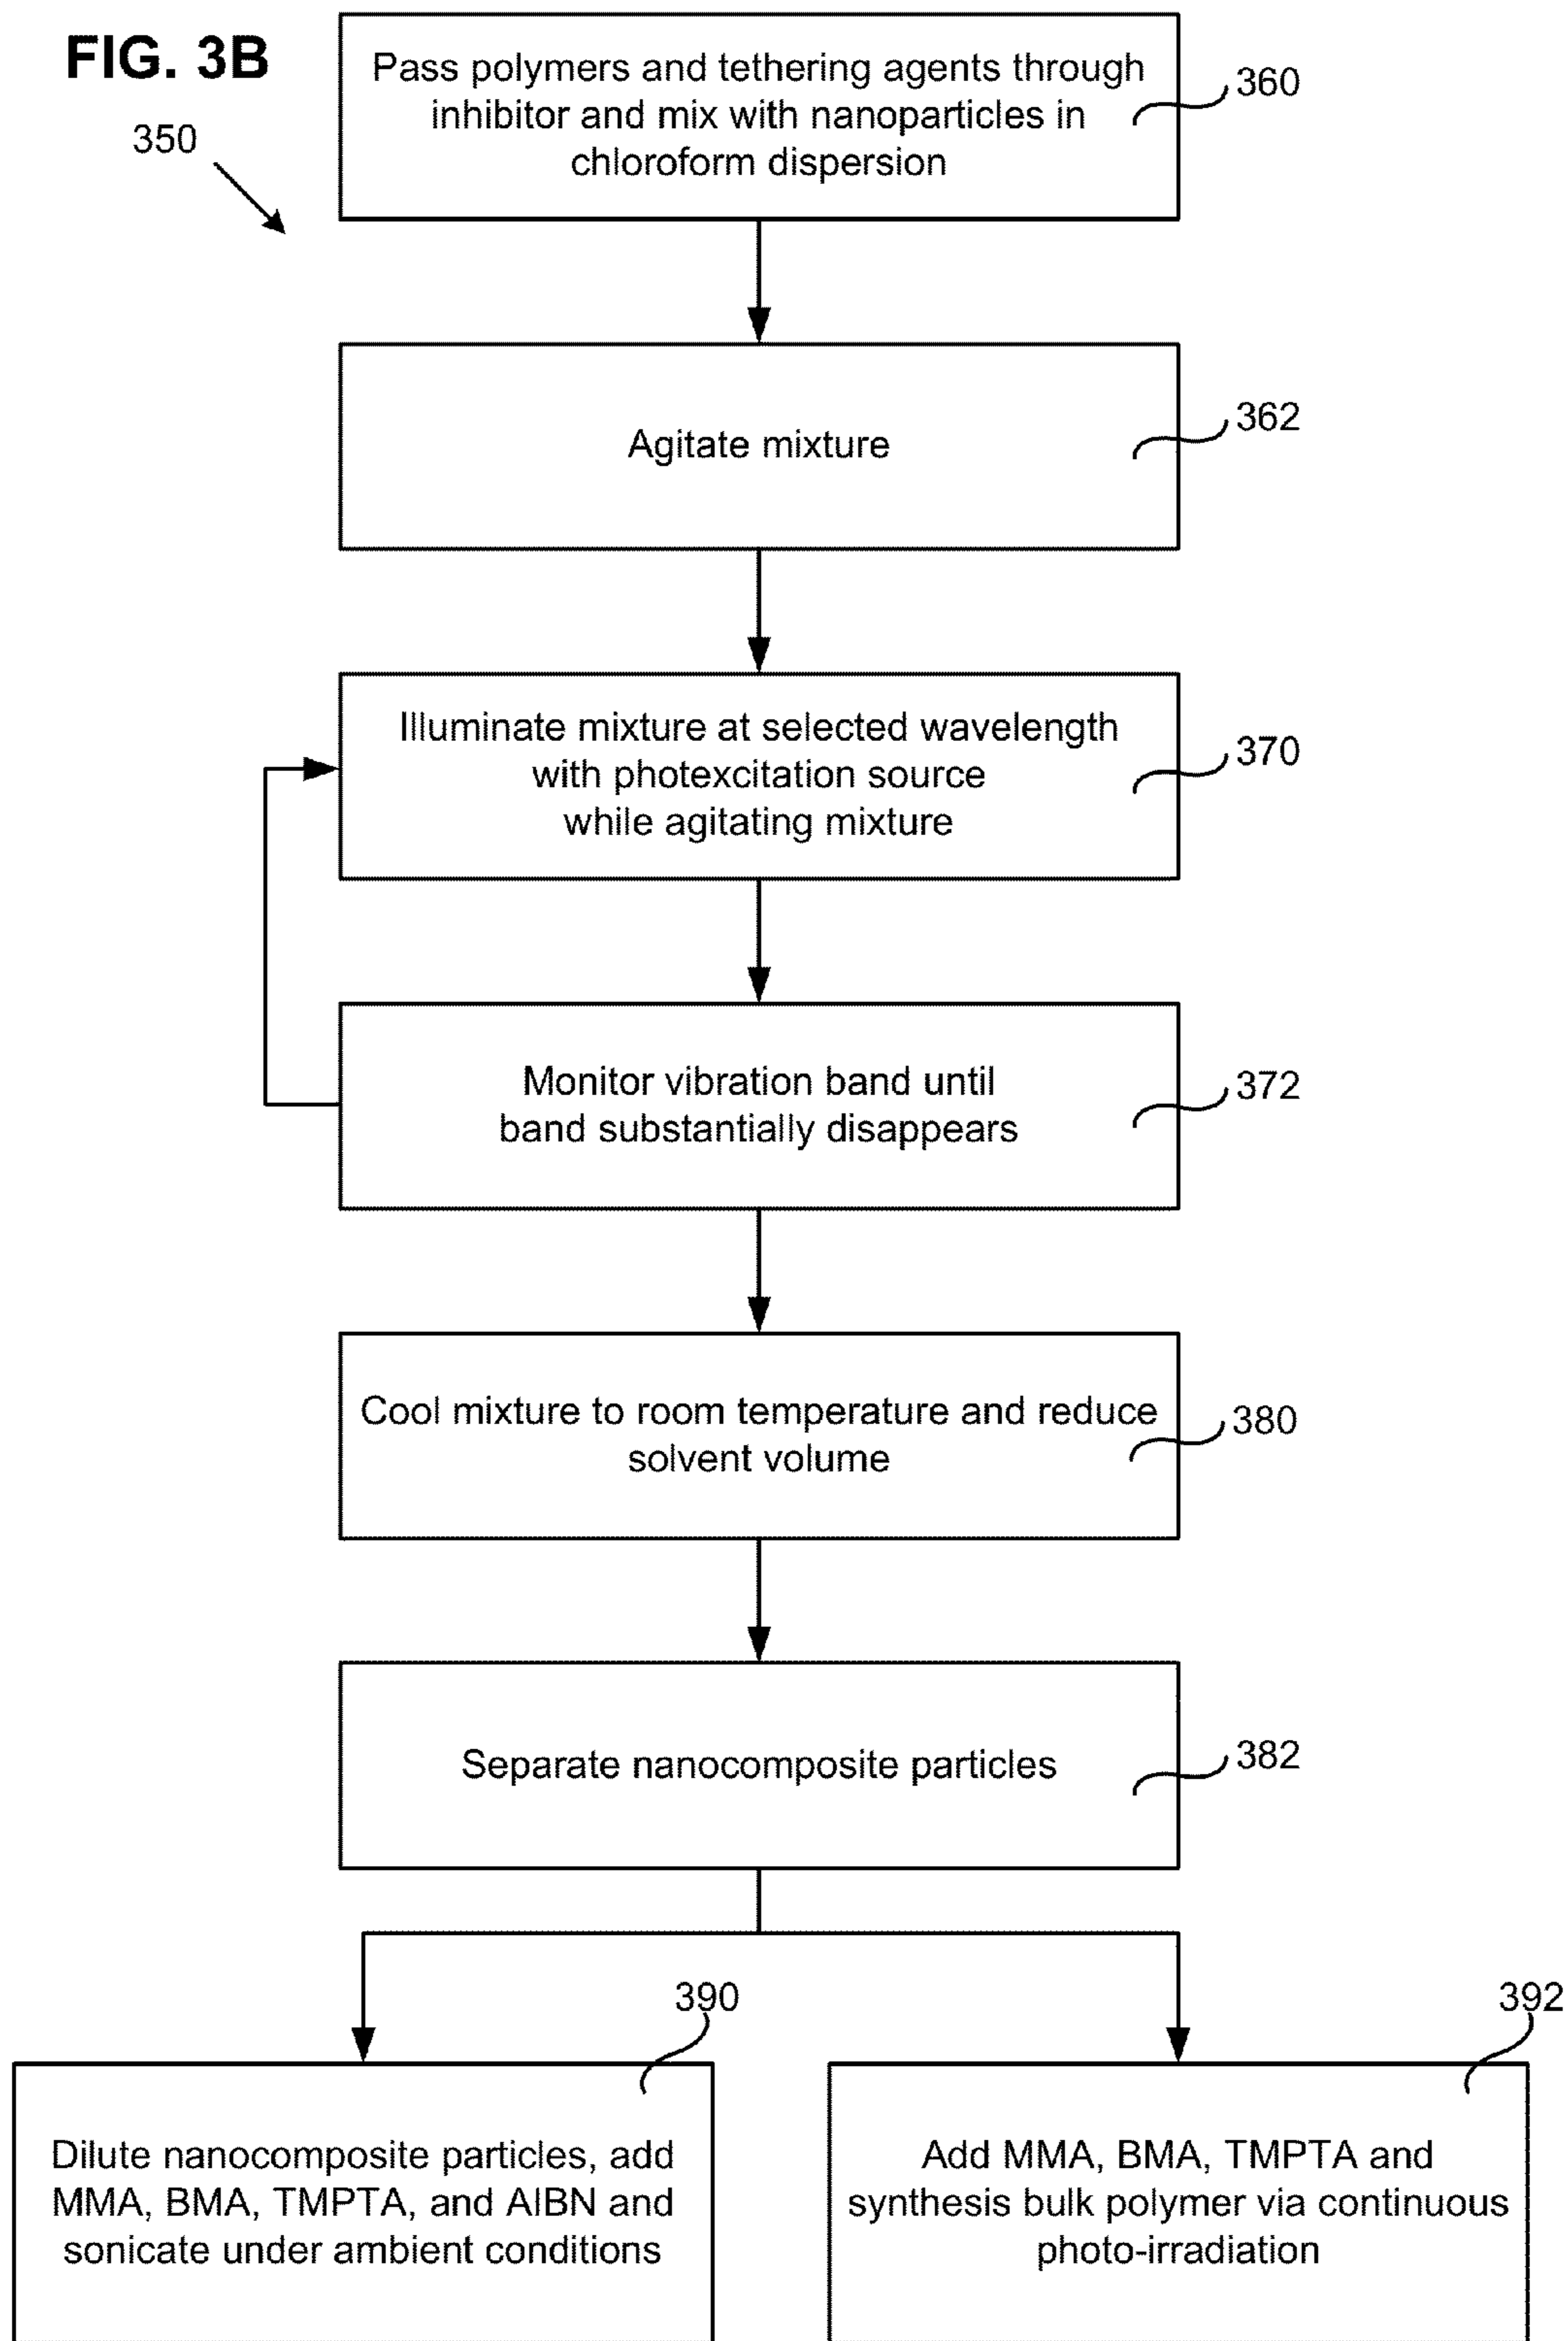 FIG. 3B
350
Pass polymers and tethering agents through
inhibitor and mix with nanoparticles in
chloroform dispersion
360
Agitate mixture
362
Illuminate mixture at selected wavelength
with photexcitation source
while agitating mixture
370
Monitor vibration band until
band substantially disappears
372
Cool mixture to room temperature and reduce
solvent volume
380
Separate nanocomposite particles
382
390
Dilute nanocomposite particles, add
MMA, BMA, TMPTA, and AIBN and
sonicate under ambient conditions
392
Add MMA, BMA, TMPTA and
synthesis bulk polymer via continuous
photo-irradiation